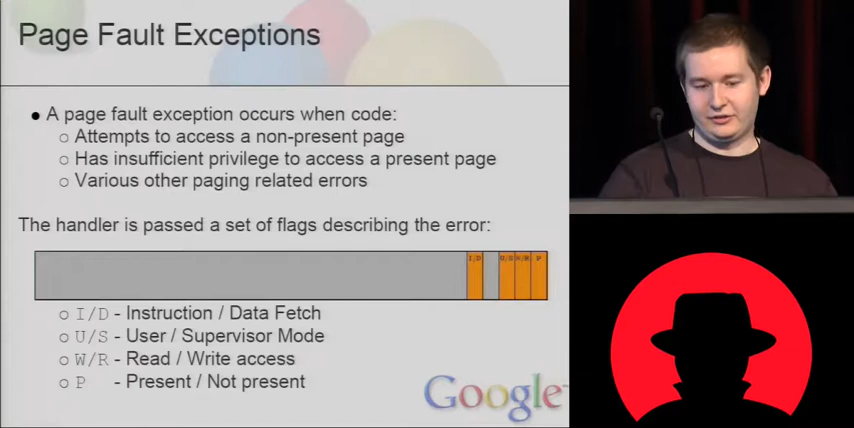 Page Fault Exceptions
● A page fault exception occurs when code:
○ Attempts to access a non-present page
○ Has insufficient privilege to access a present page
○ Various other paging related errors
The handler is passed a set of flags describing the error:
I/D U/S W/R P
○ I/D - Instruction / Data Fetch
○ U/S - User / Supervisor Mode
○ W/R - Read / Write access
○ P - Present / Not present
Google